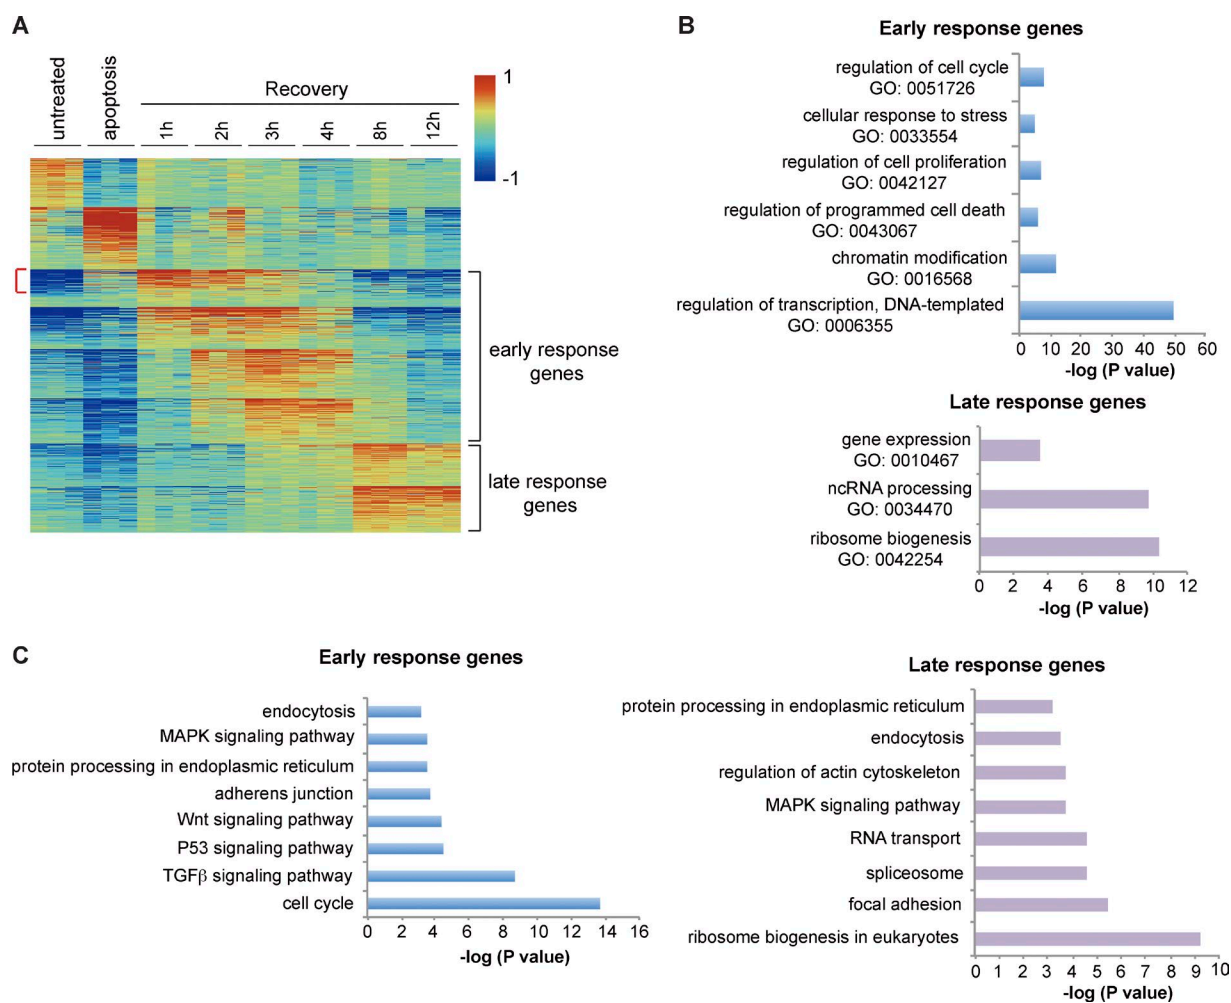 A
untreated
apoptosis
Recovery
1h
2h
3h
4h
8h
12h
1
-1
early response
genes
late response
genes
B
Early response genes
regulation of cell cycle
GO: 0051726
cellular response to stress
GO: 0033554
regulation of cell proliferation
GO: 0042127
regulation of programmed cell death
GO: 0043067
chromatin modification
GO: 0016568
regulation of transcription, DNA-templated
GO: 0006355
0 10 20 30 40 50 60
-log (P value)
Late response genes
gene expression
GO: 0010467
ncRNA processing
GO: 0034470
ribosome biogenesis
GO: 0042254
0 2 4 6 8 10 12
-log (P value)
C
Early response genes
endocytosis
MAPK signaling pathway
protein processing in endoplasmic reticulum
adherens junction
Wnt signaling pathway
P53 signaling pathway
TGFβ signaling pathway
cell cycle
0 2 4 6 8 10 12 14 16
-log (P value)
Late response genes
protein processing in endoplasmic reticulum
endocytosis
regulation of actin cytoskeleton
MAPK signaling pathway
RNA transport
spliceosome
focal adhesion
ribosome biogenesis in eukaryotes
0 1 2 3 4 5 6 7 8 9 10
-log (P value)